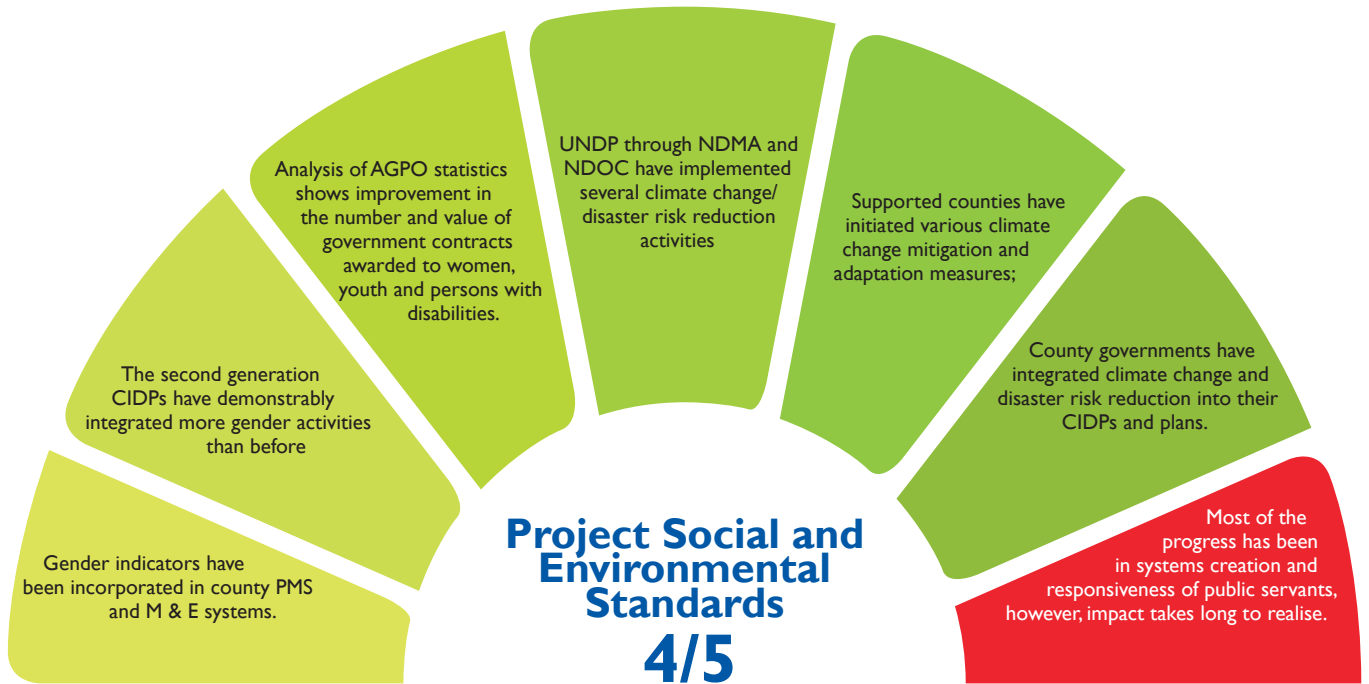 Gender indicators have
been incorporated in county PMS
and M & E systems.
The second generation
CIDPs have demonstrably
integrated more gender activities
than before
Analysis of AGPO statistics
shows improvement in
the number and value of
government contracts
awarded to women,
youth and persons with
disabilities.
UNDP through NDMA and
NDOC have implemented
several climate change/
disaster risk reduction
activities
Supported counties have
initiated various climate
change mitigation and
adaptation measures;
County governments have
integrated climate change and
disaster risk reduction into their
CIDPs and plans.
Most of the
progress has been
in systems creation and
responsiveness of public servants,
however, impact takes long to realise.
Project Social and
Environmental
Standards
4/5